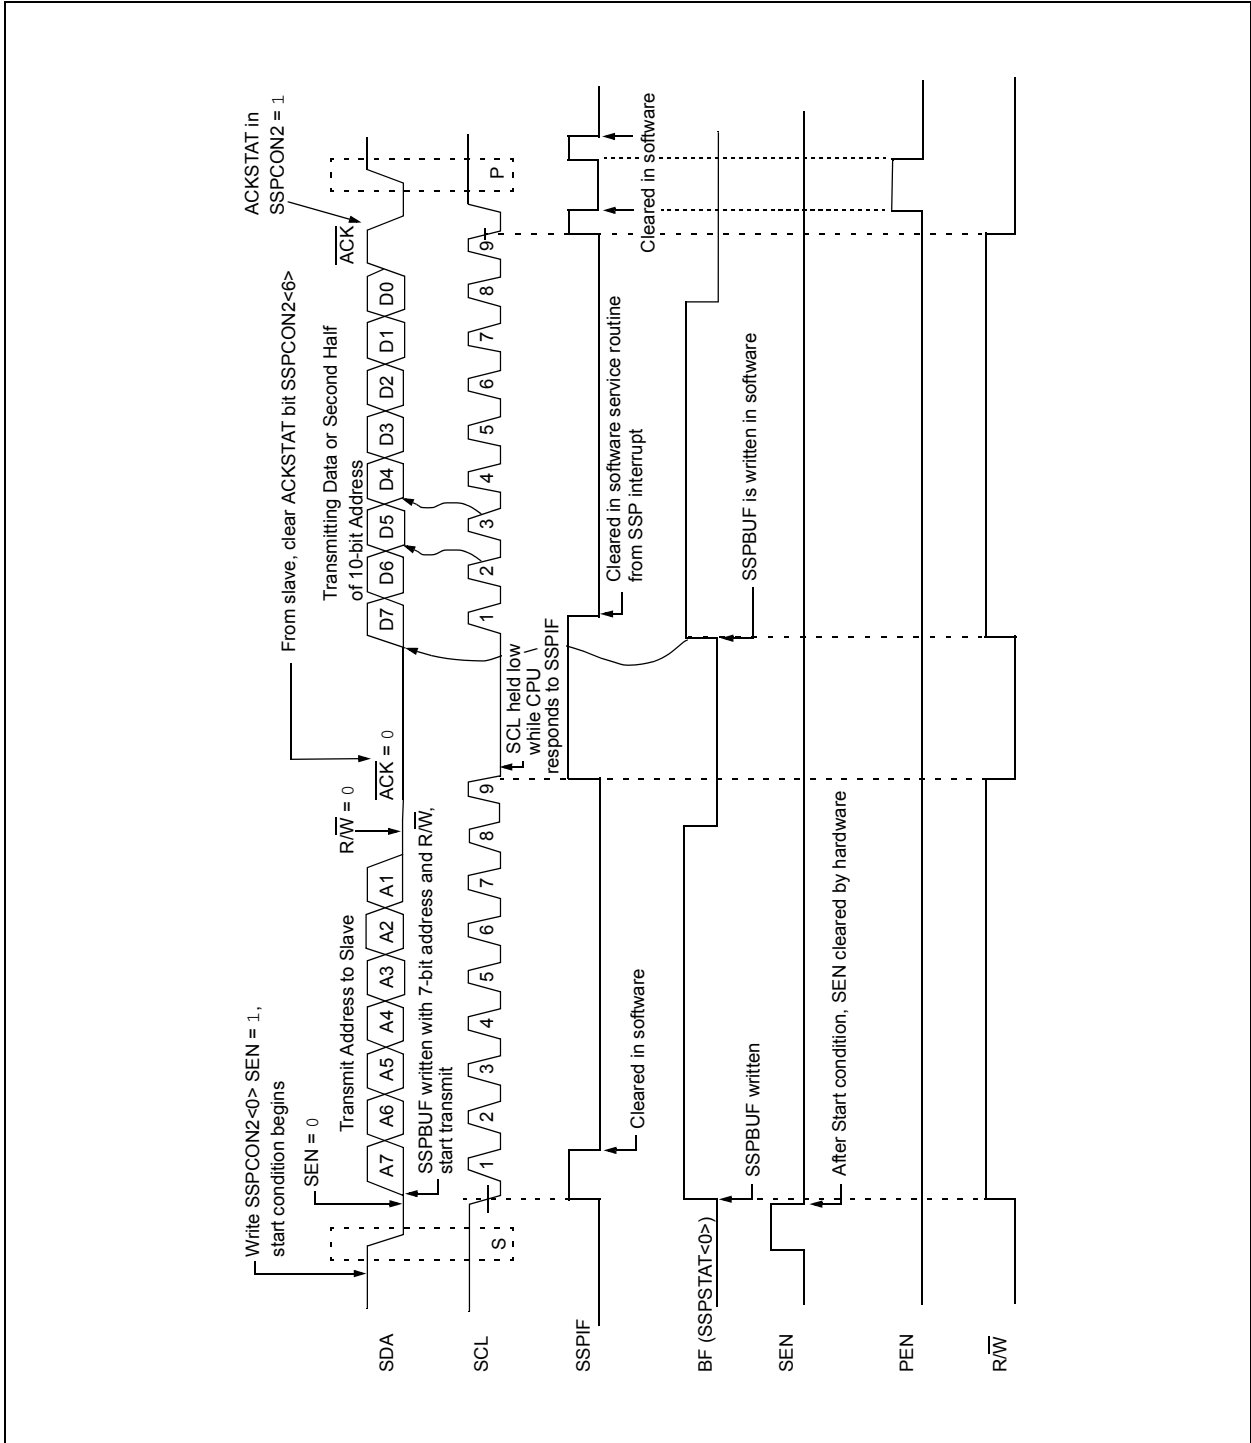 Write SSPCON2<0> SEN = 1,
start condition begins
SEN = 0
Transmit Address to Slave
R/W = 0
ACK = 0
From slave, clear ACKSTAT bit SSPCON2<6>
Transmitting Data or Second Half
of 10-bit Address
ACK
ACKSTAT in
SSPCON2 = 1
SDA
A7 A6 A5 A4 A3 A2 A1
D7 D6 D5 D4 D3 D2 D1 D0
SSPBUF written with 7-bit address and R/W,
start transmit
SCL
S
1 2 3 4 5 6 7 8 9
1 2 3 4 5 6 7 8 9
P
SCL held low
while CPU
responds to SSPIF
SSPIF
Cleared in software
Cleared in software service routine
from SSP interrupt
Cleared in software
BF (SSPSTAT<0>)
SSPBUF written
SSPBUF is written in software
SEN
After Start condition, SEN cleared by hardware
PEN
R/W